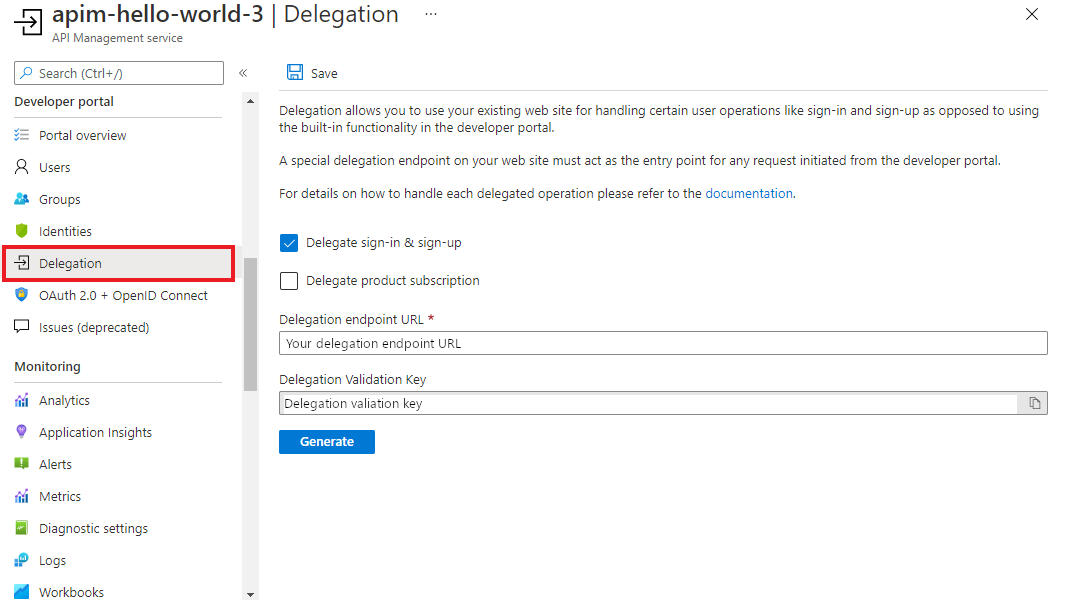 apim-hello-world-3 | Delegation ...
API Management service
Search (Ctrl+/)
«
Developer portal
Portal overview
Users
Groups
Identities
Delegation
OAuth 2.0 + OpenID Connect
Issues (deprecated)
Monitoring
Analytics
Application Insights
Alerts
Metrics
Diagnostic settings
Logs
Workbooks
Save
Delegation allows you to use your existing web site for handling certain user operations like sign-in and sign-up as opposed to using
the built-in functionality in the developer portal.
A special delegation endpoint on your web site must act as the entry point for any request initiated from the developer portal.
For details on how to handle each delegated operation please refer to the documentation.
Delegate sign-in & sign-up
Delegate product subscription
Delegation endpoint URL *
Your delegation endpoint URL
Delegation Validation Key
Delegation valiation key
Generate